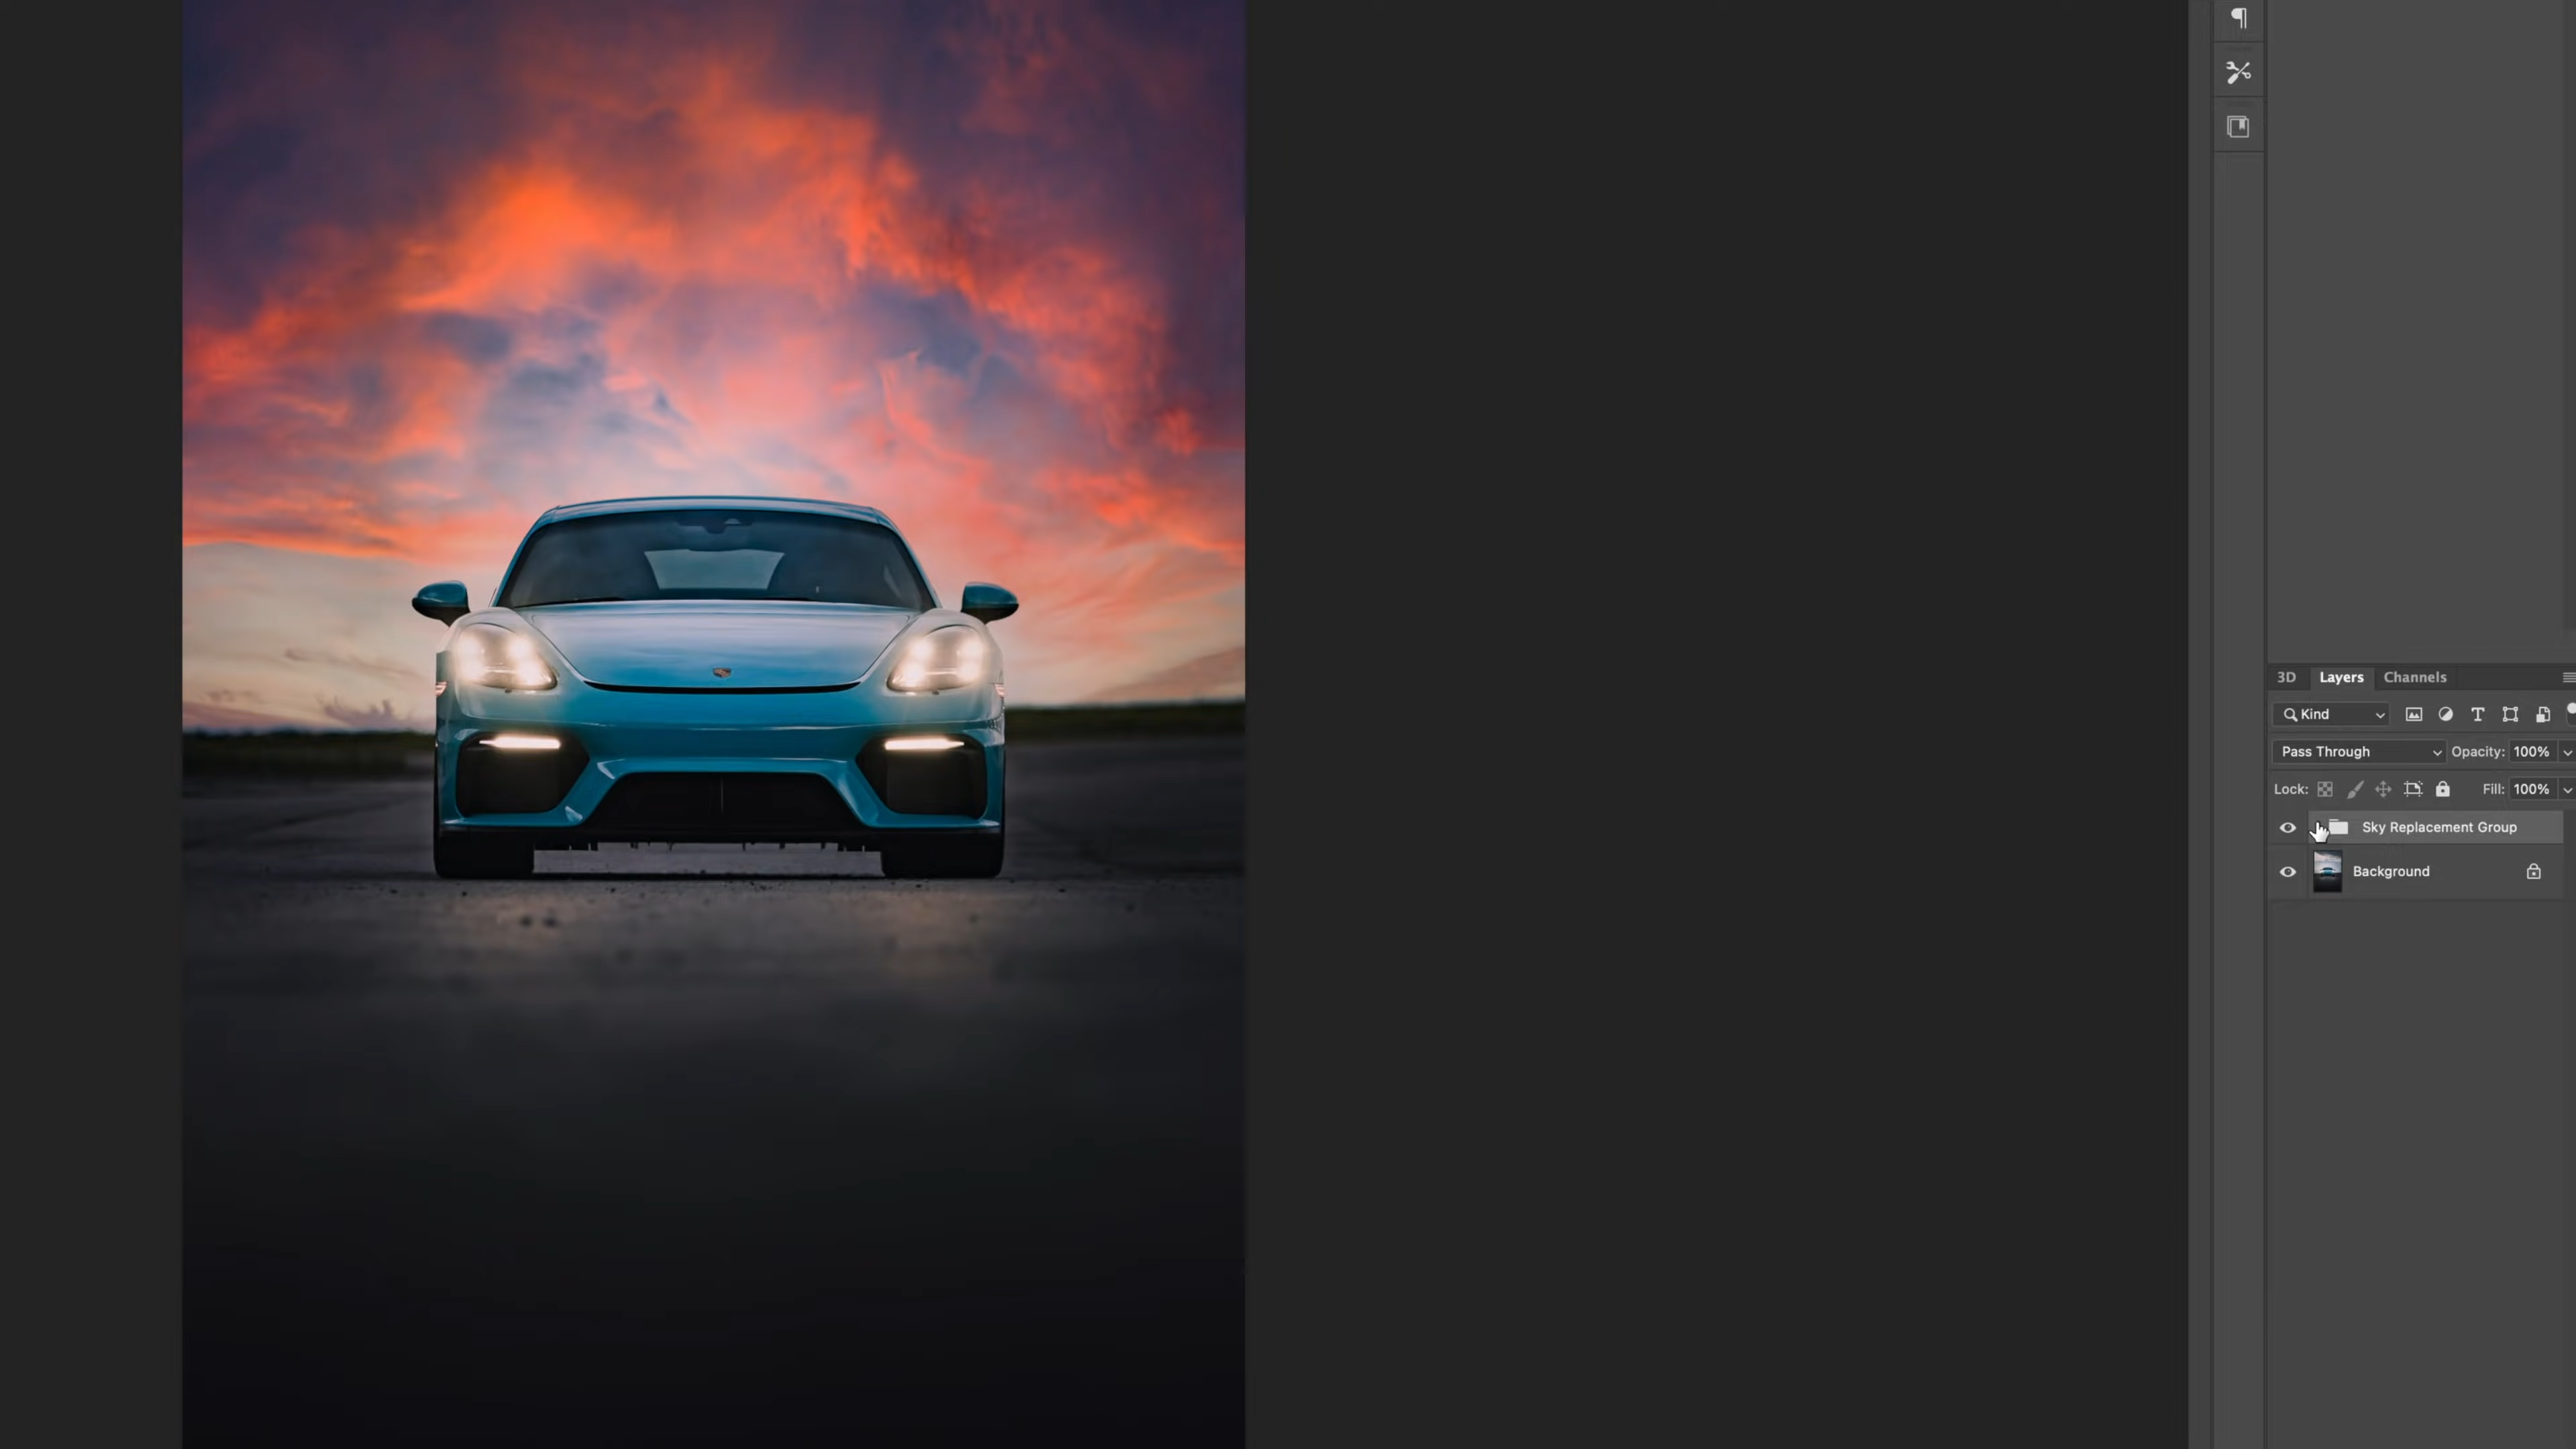 3D Layers Channels
Kind
Pass Through Opacity: 100%
Lock: Fill: 100%
Sky Replacement Group
Background